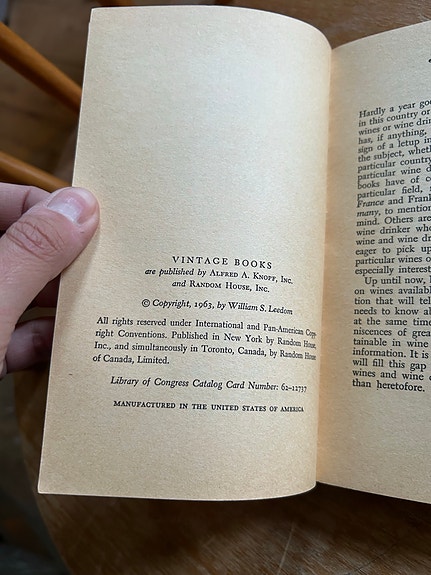 VINTAGE BOOKS
are published by ALFRED A. KNOPF, INC.
and RANDOM HOUSE, INC.
© Copyright, 1963, by William S. Leedom
All rights reserved under International and Pan-American Copy-
right Conventions. Published in New York by Random House,
Inc., and simultaneously in Toronto, Canada, by Random House
of Canada, Limited.
Library of Congress Catalog Card Number: 62-12737
MANUFACTURED IN THE UNITED STATES OF AMERICA
Hardly a year goe
in this country or
wines or wine drin
has, if anything,
sign of a letup in
the subject, wheth
particular country
particular wine d
books have of co
particular field,
France and Frank
many, to mention
mind. Others are
wine drinker who
wine and wine dr
eager to pick up
particular wines o
especially interest
Up until now, 
on wines availabl
tion that will tel
needs to know al
at the same time
niscences of great
tainable in wine
information. It is
will fill this gap
wines and wine d
than heretofore.